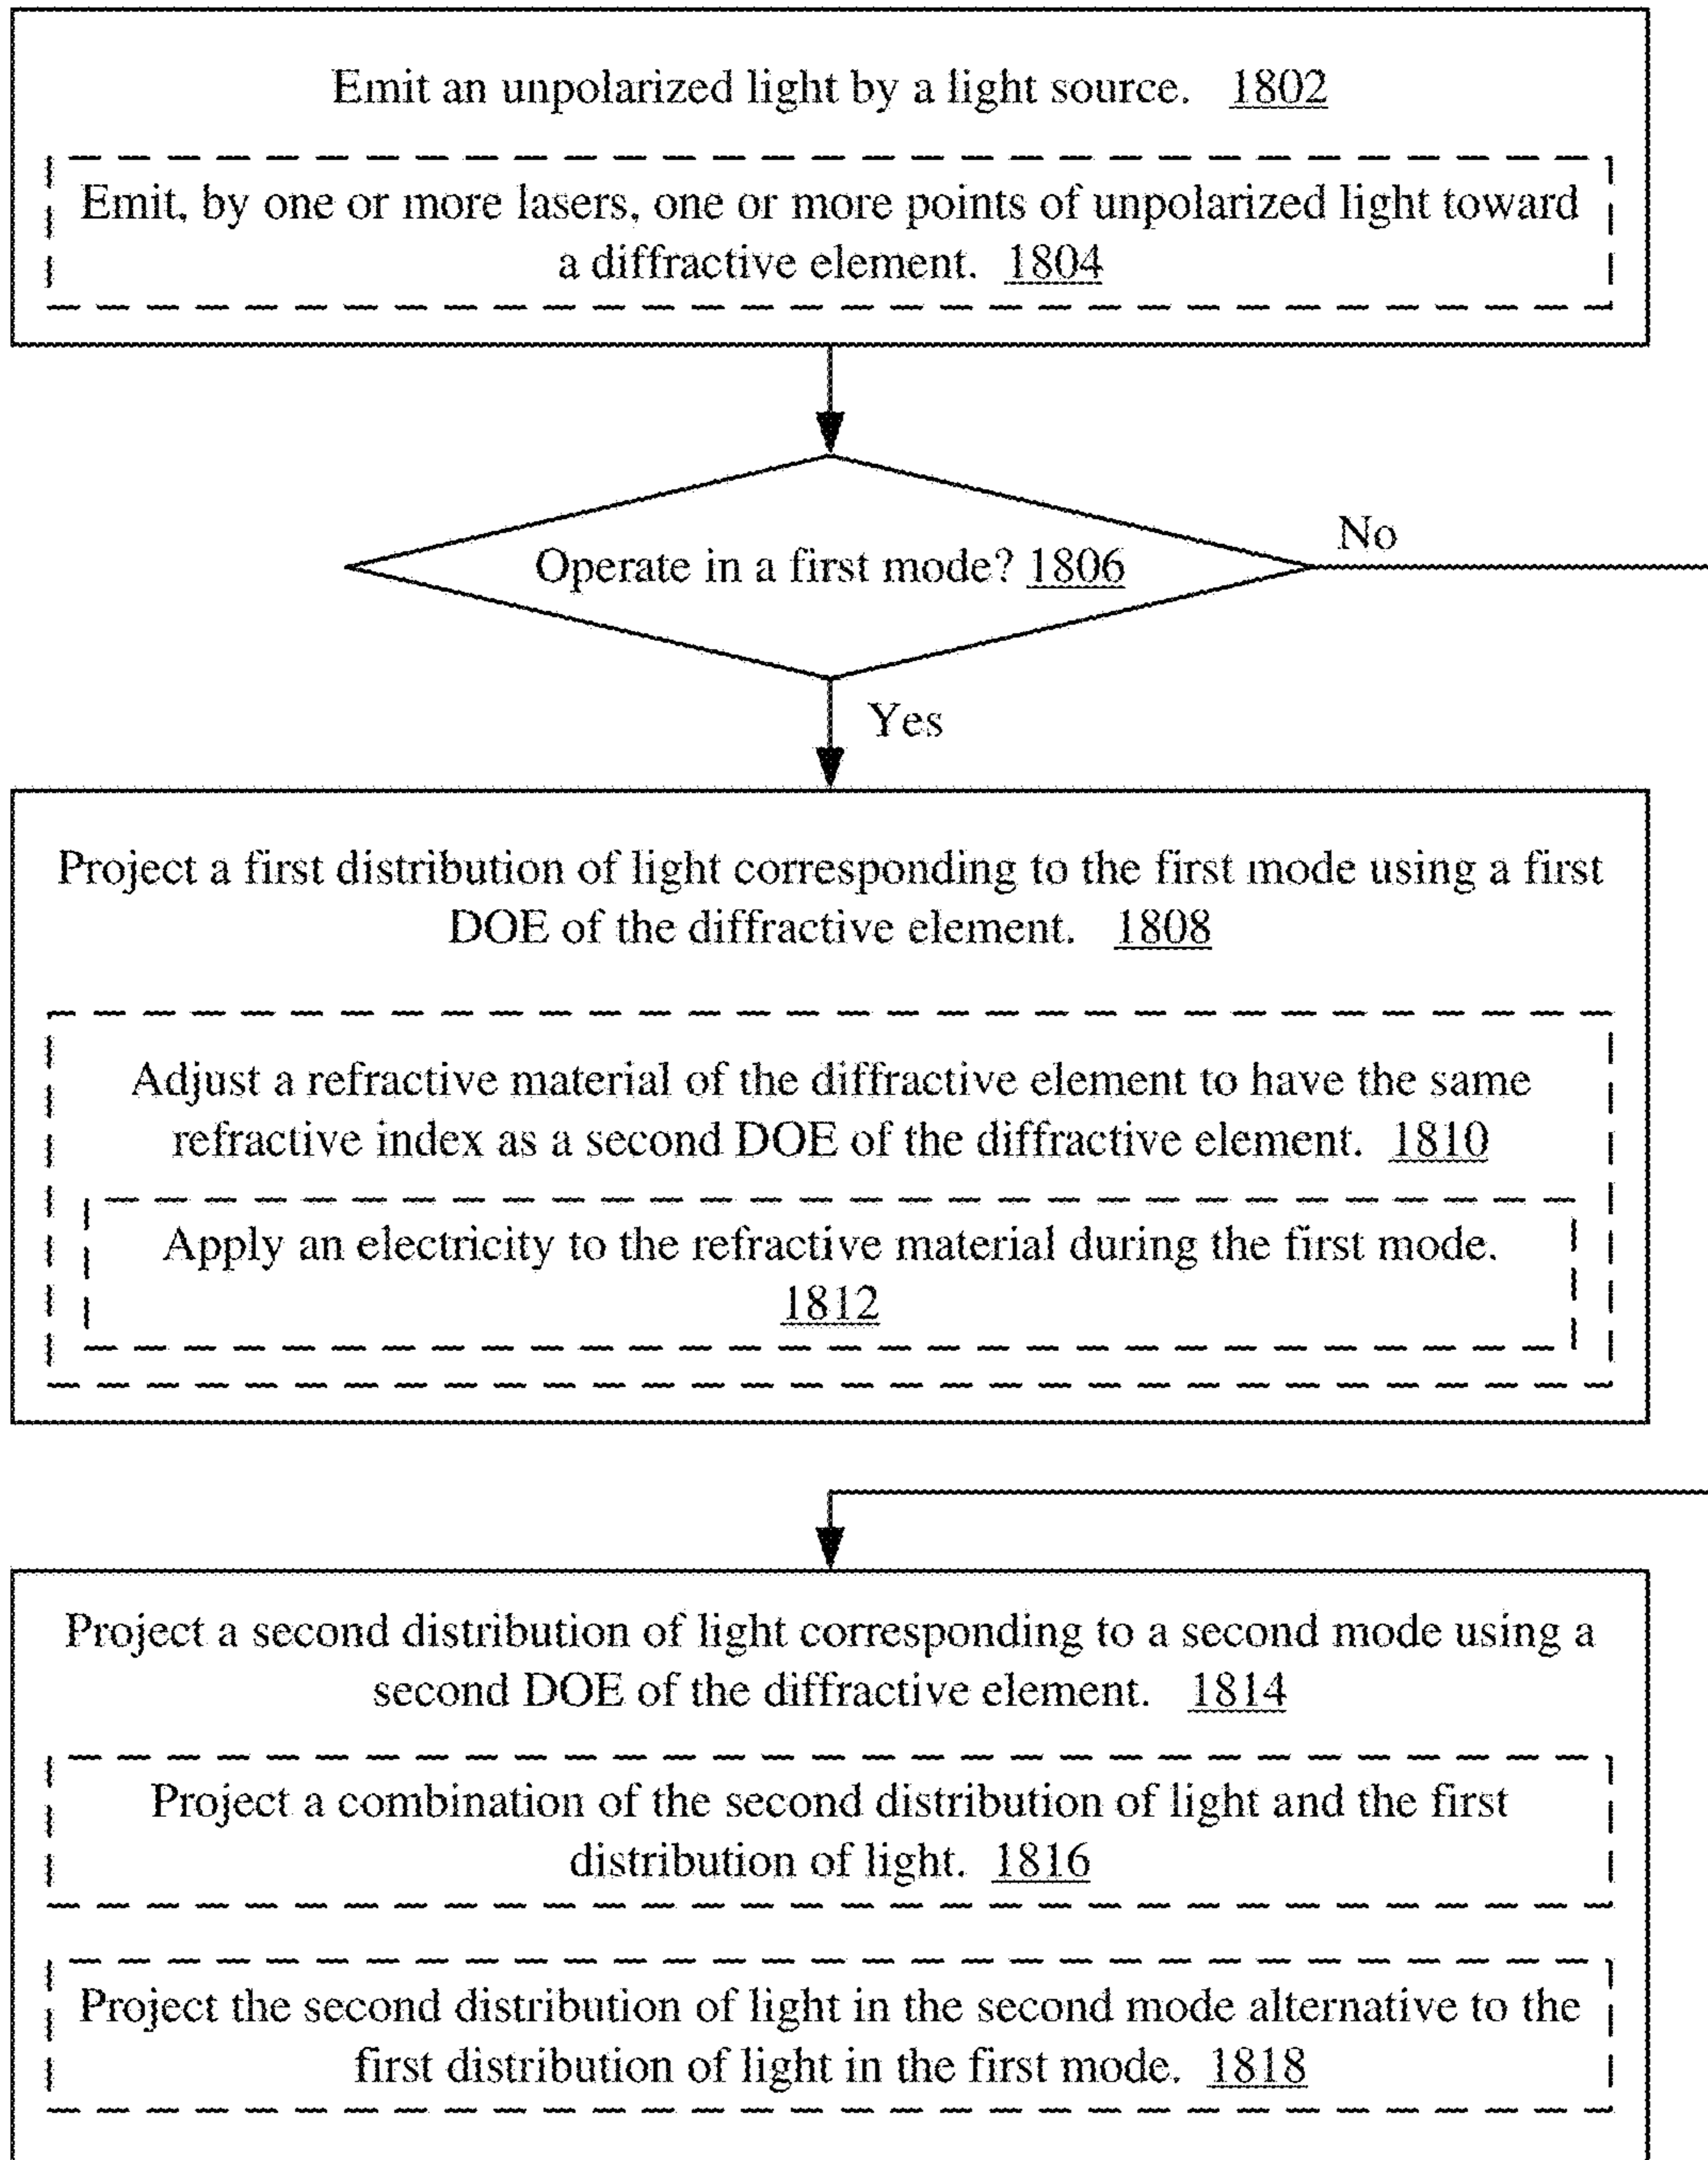 Emit an unpolarized light by a light source. 1802
Emit, by one or more lasers, one or more points of unpolarized light toward
a diffractive element. 1804
Operate in a first mode? 1806
No
Yes
Project a first distribution of light corresponding to the first mode using a first
DOE of the diffractive element. 1808
Adjust a refractive material of the diffractive element to have the same
refractive index as a second DOE of the diffractive element. 1810
Apply an electricity to the refractive material during the first mode.
1812
Project a second distribution of light corresponding to a second mode using a
second DOE of the diffractive element. 1814
Project a combination of the second distribution of light and the first
distribution of light. 1816
Project the second distribution of light in the second mode alternative to the
first distribution of light in the first mode. 1818